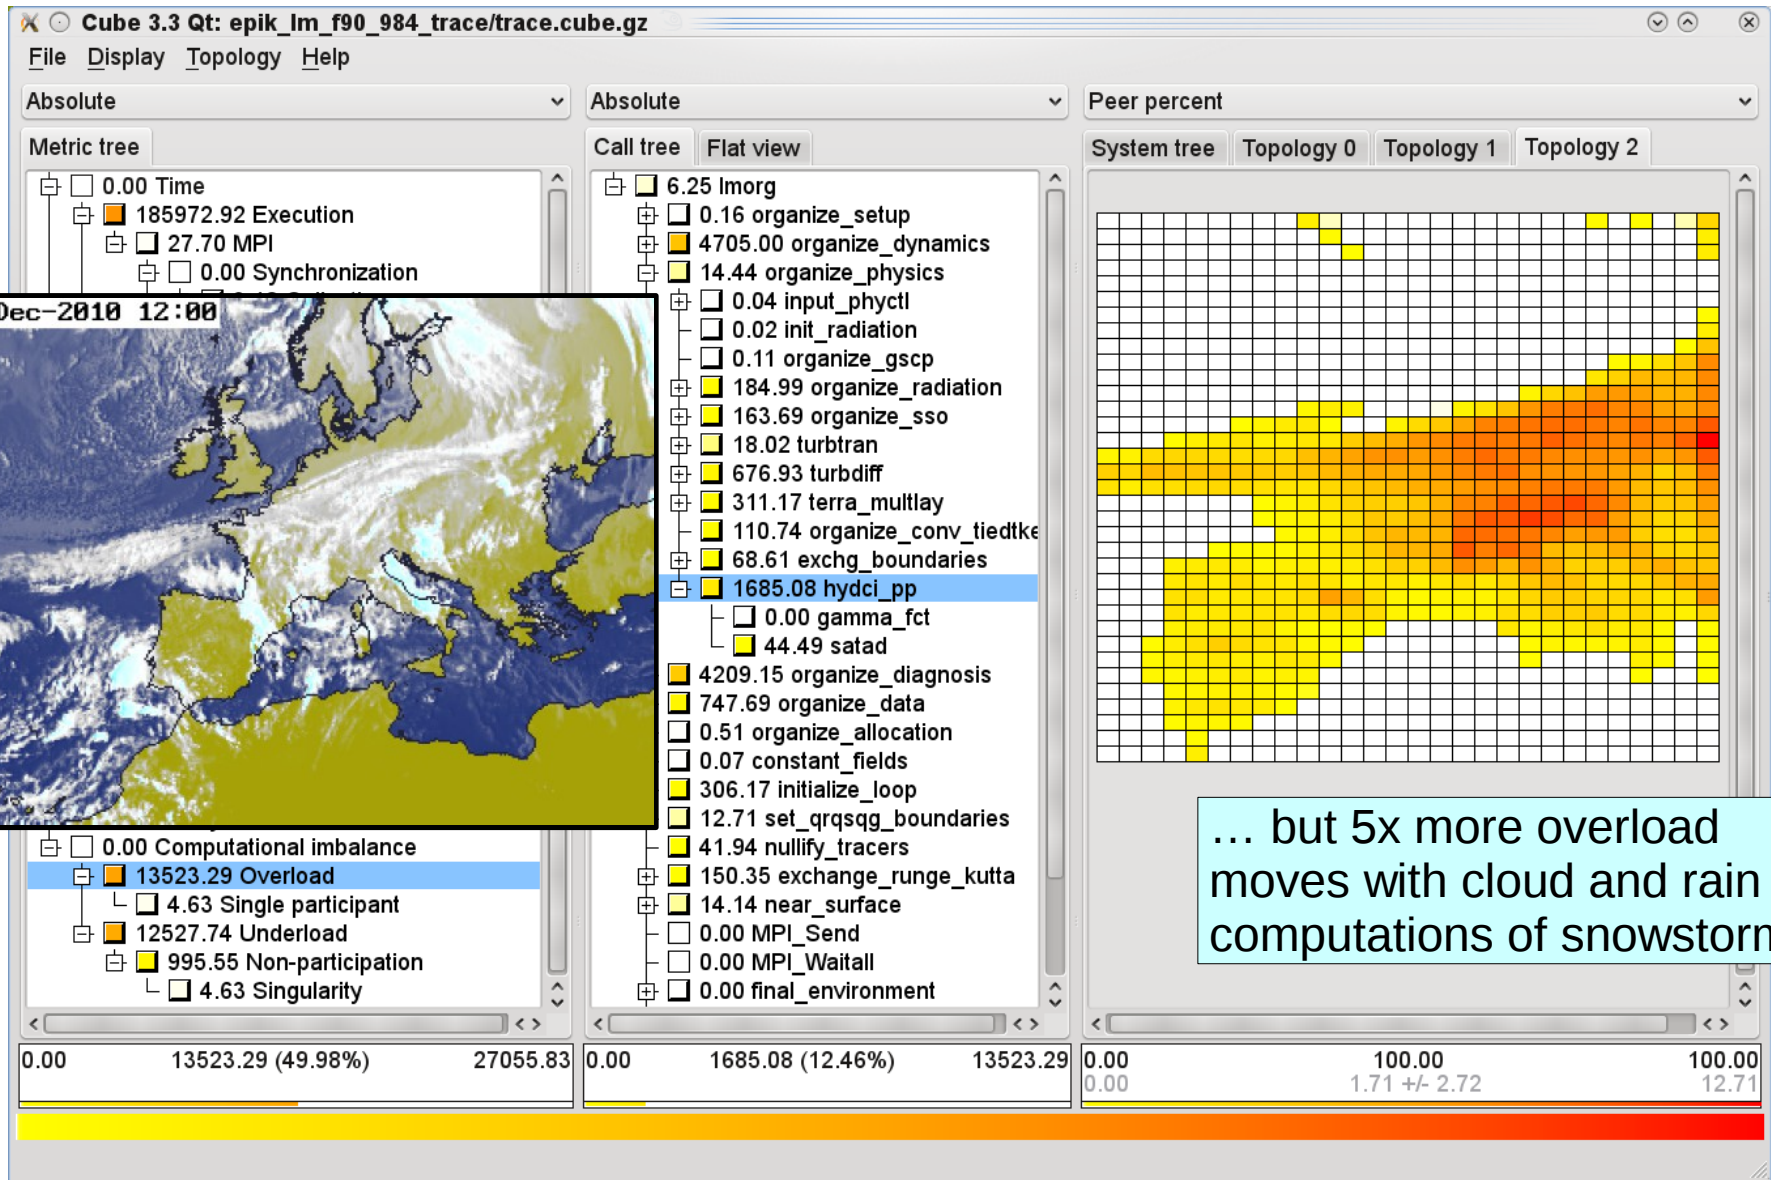 Cube 3.3 Qt: epik_lm_f90_984_trace/trace.cube.gz
File Display Topology Help
Absolute
Absolute
Peer percent
Metric tree
Call tree Flat view
System tree Topology 0 Topology 1 Topology 2
0.00 Time
185972.92 Execution
27.70 MPI
0.00 Synchronization
Dec-2010 12:00
0.00 Computational imbalance
13523.29 Overload
4.63 Single participant
12527.74 Underload
995.55 Non-participation
4.63 Singularity
6.25 lmorg
0.16 organize_setup
4705.00 organize_dynamics
14.44 organize_physics
0.04 input_phyctl
0.02 init_radiation
0.11 organize_gscp
184.99 organize_radiation
163.69 organize_sso
18.02 turbtran
676.93 turbdiff
311.17 terra_multlay
110.74 organize_conv_tiedtke
68.61 exchg_boundaries
1685.08 hydci_pp
0.00 gamma_fct
44.49 satad
4209.15 organize_diagnosis
747.69 organize_data
0.51 organize_allocation
0.07 constant_fields
306.17 initialize_loop
12.71 set_qrqsqg_boundaries
41.94 nullify_tracers
150.35 exchange_runge_kutta
14.14 near_surface
0.00 MPI_Send
0.00 MPI_Waitall
0.00 final_environment
… but 5x more overload
moves with cloud and rain
computations of snowstorm
0.00 13523.29 (49.98%) 27055.83
0.00 1685.08 (12.46%) 13523.29
0.00 100.00 100.00
0.00 1.71 +/- 2.72 12.71